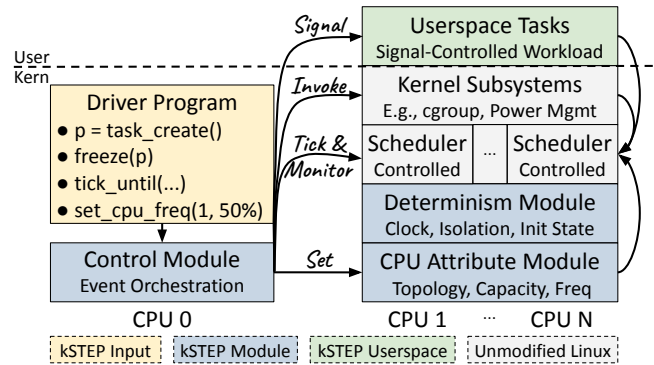 Signal
Userspace Tasks
Signal-Controlled Workload
User
Kern
Driver Program
● p = task_create()
● freeze(p)
● tick_until(...)
● set_cpu_freq(1, 50%)
Invoke
Kernel Subsystems
E.g., cgroup, Power Mgmt
Tick &
Monitor
Scheduler
Controlled
...
Scheduler
Controlled
Determinism Module
Clock, Isolation, Init State
Control Module
Event Orchestration
Set
CPU Attribute Module
Topology, Capacity, Freq
CPU 0
CPU 1 ... CPU N
kSTEP Input
kSTEP Module
kSTEP Userspace
Unmodified Linux